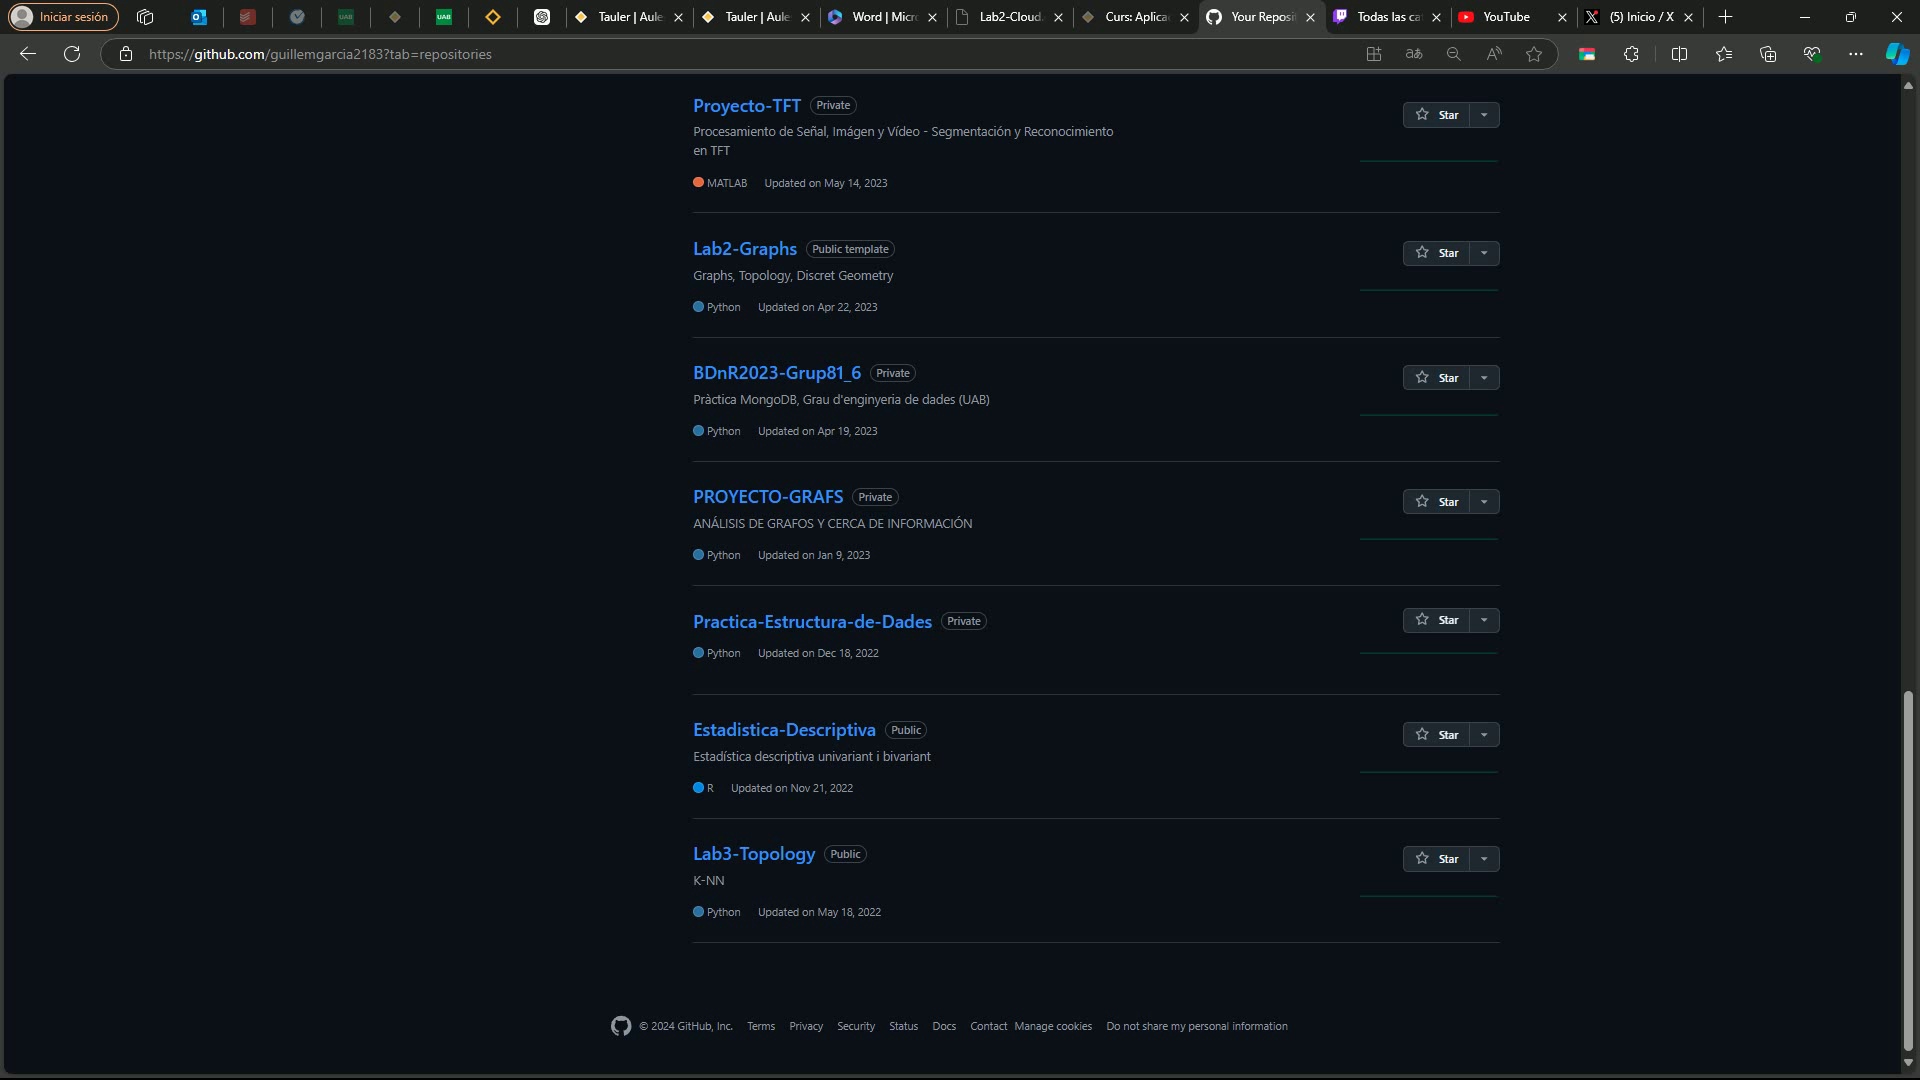 Iniciar sesión
UAB
UAB
Tauler | Aule
Tauler | Aule
Word | Micr
Lab2-Cloud.
Curs: Aplica
Your Reposit
Todas las ca
YouTube
(5) Inicio / X
https://github.com/guillemgarcia2183?tab=repositories
Proyecto-TFT Private
Star
Procesamiento de Señal, Imágen y Vídeo - Segmentación y Reconocimiento
en TFT
MATLAB Updated on May 14, 2023
Lab2-Graphs Public template
Star
Graphs, Topology, Discret Geometry
Python Updated on Apr 22, 2023
BDnR2023-Grup81_6 Private
Star
Pràctica MongoDB, Grau d'enginyeria de dades (UAB)
Python Updated on Apr 19, 2023
PROYECTO-GRAFS Private
Star
ANÁLISIS DE GRAFOS Y CERCA DE INFORMACIÓN
Python Updated on Jan 9, 2023
Practica-Estructura-de-Dades Private
Star
Python Updated on Dec 18, 2022
Estadistica-Descriptiva Public
Star
Estadística descriptiva univariant i bivariant
R Updated on Nov 21, 2022
Lab3-Topology Public
Star
K-NN
Python Updated on May 18, 2022
© 2024 GitHub, Inc. Terms Privacy Security Status Docs Contact Manage cookies Do not share my personal information